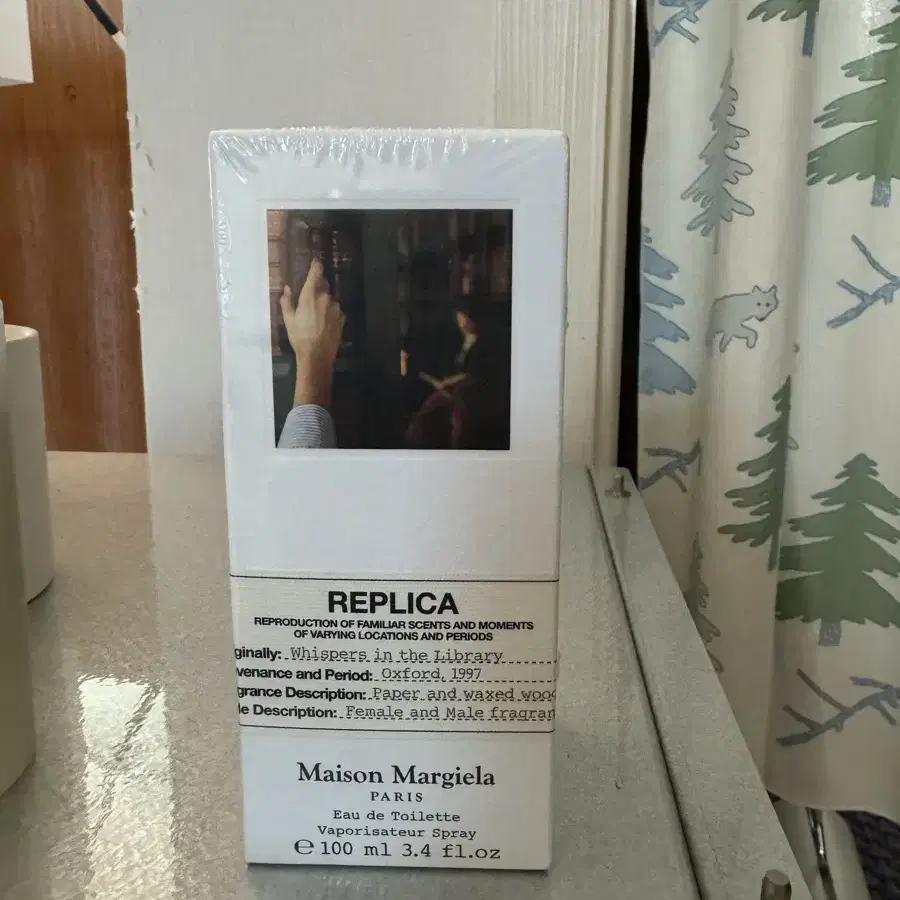 REPLICA
REPRODUCTION OF FAMILIAR SCENTS AND MOMENTS
OF VARYING LOCATIONS AND PERIODS
ginally: Whispers in the Library
venance and Period: Oxford, 1997
grance Description: Paper and waxed wood
le Description: Female and Male fragran
Maison Margiela
PARIS
Eau de Toilette
Vaporisateur Spray
℮ 100 ml 3.4 fl.oz